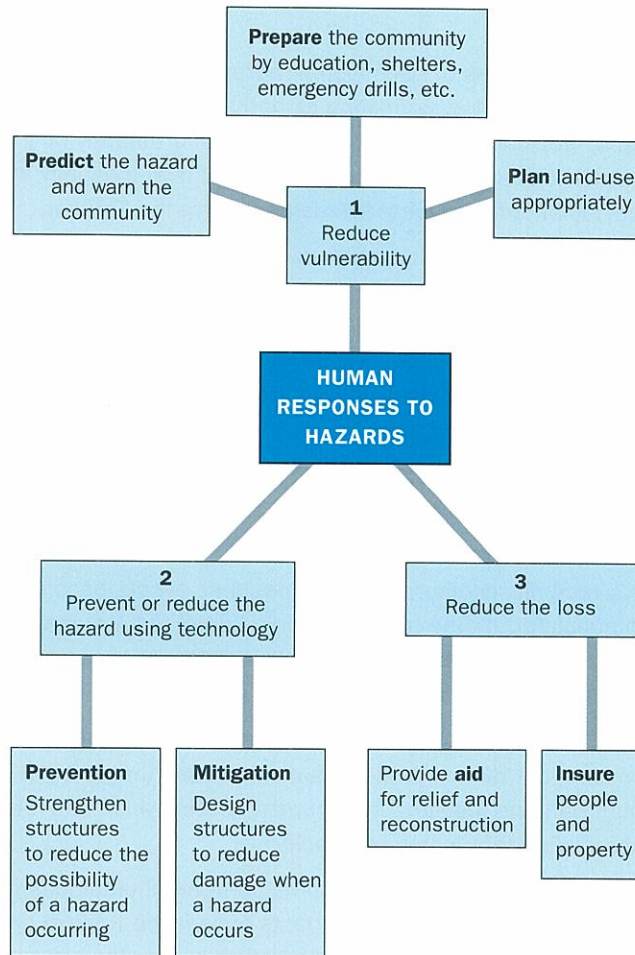 Prepare the community
by education, shelters,
emergency drills, etc.
Predict the hazard
and warn the
community
Plan land-use
appropriately
1
Reduce
vulnerability
HUMAN
RESPONSES TO
HAZARDS
2
Prevent or reduce the
hazard using technology
3
Reduce the loss
Prevention
Strengthen
structures
to reduce the
possibility
of a hazard
occurring
Mitigation
Design
structures
to reduce
damage when
a hazard
occurs
Provide aid
for relief and
reconstruction
Insure
people
and
property